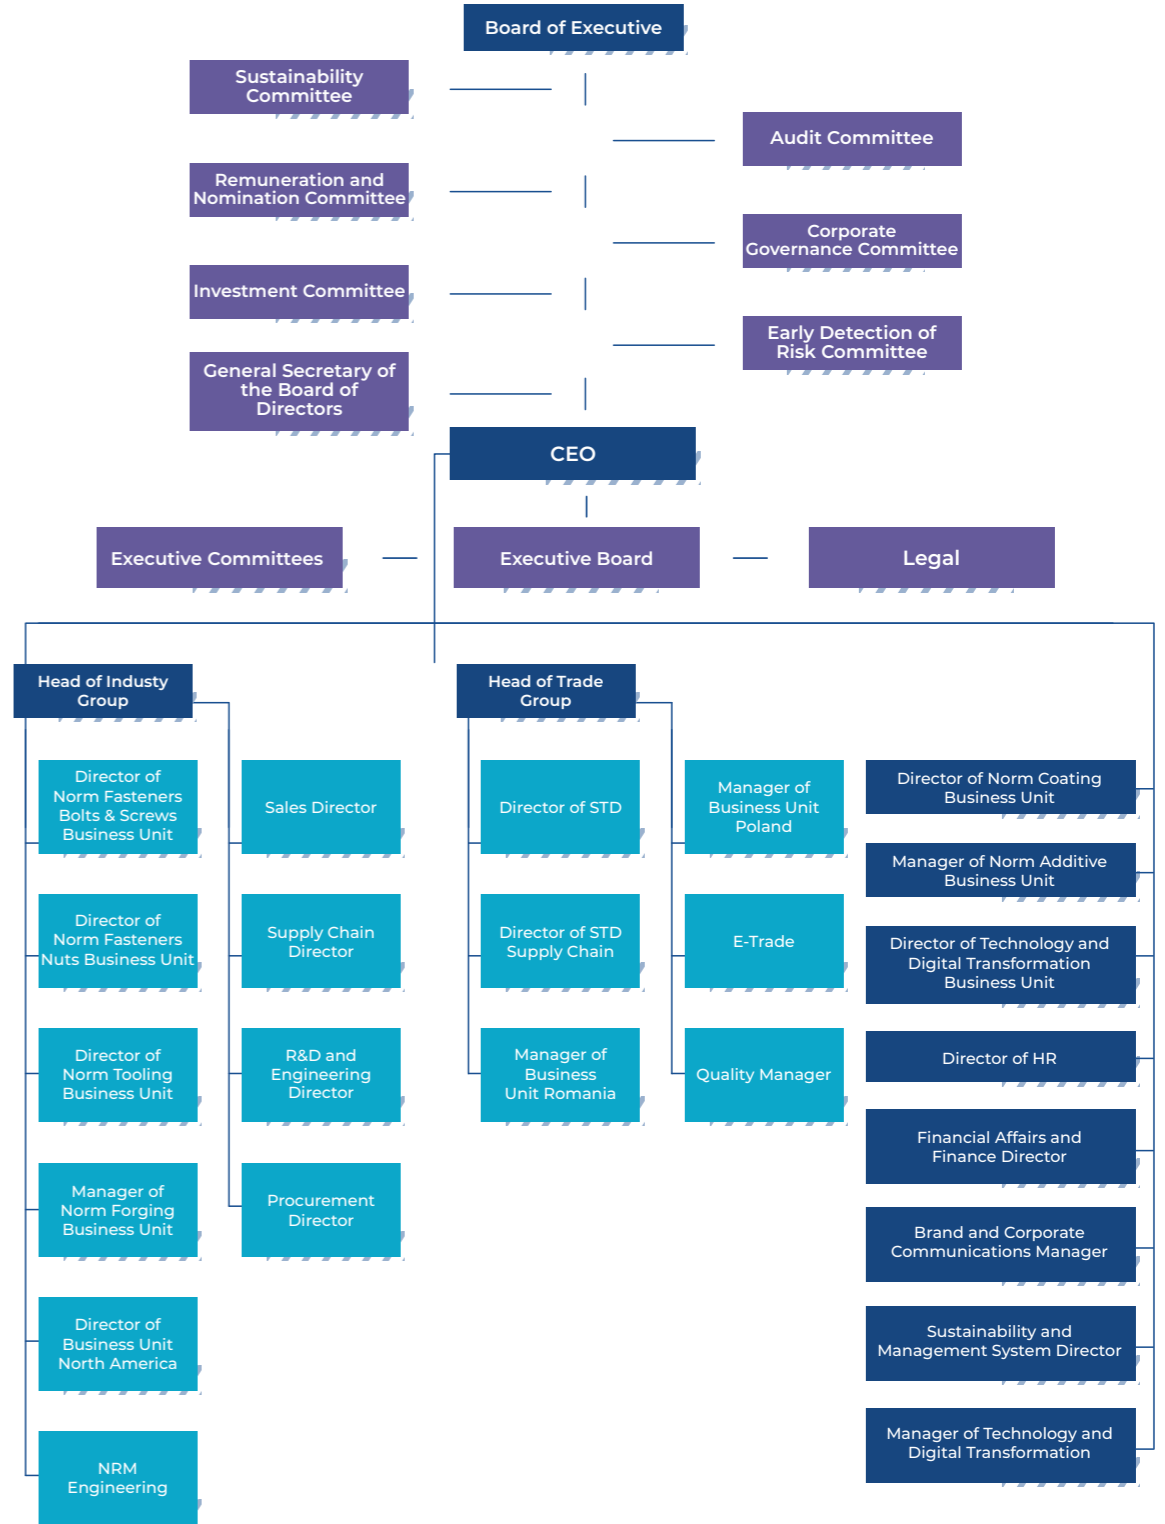 Board of Executive
Sustainability
Committee
Audit Committee
Remuneration and
Nomination Committee
Corporate
Governance Committee
Investment Committee
Early Detection of
Risk Committee
General Secretary of
the Board of
Directors
CEO
Executive Committees
Executive Board
Legal
Head of Industy
Group
Director of
Norm Fasteners
Bolts & Screws
Business Unit
Director of
Norm Fasteners
Nuts Business Unit
Director of
Norm Tooling
Business Unit
Manager of
Norm Forging
Business Unit
Director of
Business Unit
North America
NRM
Engineering
Sales Director
Supply Chain
Director
R&D and
Engineering
Director
Procurement
Director
Head of Trade
Group
Director of STD
Director of STD
Supply Chain
Manager of
Business
Unit Romania
Manager of
Business Unit
Poland
E-Trade
Quality Manager
Director of Norm Coating
Business Unit
Manager of Norm Additive
Business Unit
Director of Technology and
Digital Transformation
Business Unit
Director of HR
Financial Affairs and
Finance Director
Brand and Corporate
Communications Manager
Sustainability and
Management System Director
Manager of Technology and
Digital Transformation